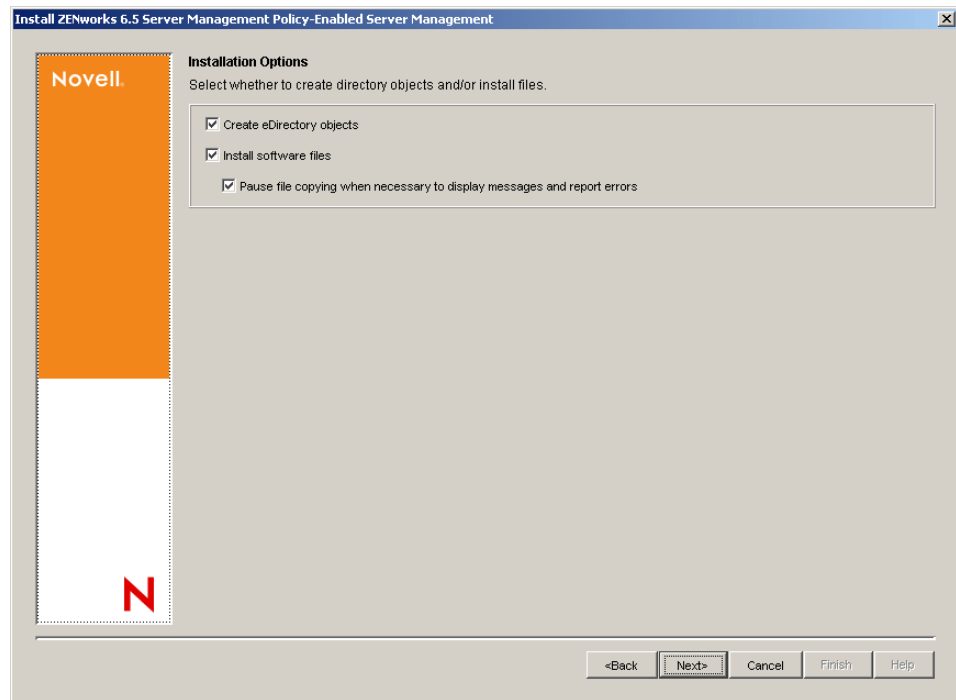 Install ZENworks 6.5 Server Management Policy-Enabled Server Management
Novell.
Installation Options
Select whether to create directory objects and/or install files.
Create eDirectory objects
Install software files
Pause file copying when necessary to display messages and report errors
N
<Back Next> Cancel Finish Help